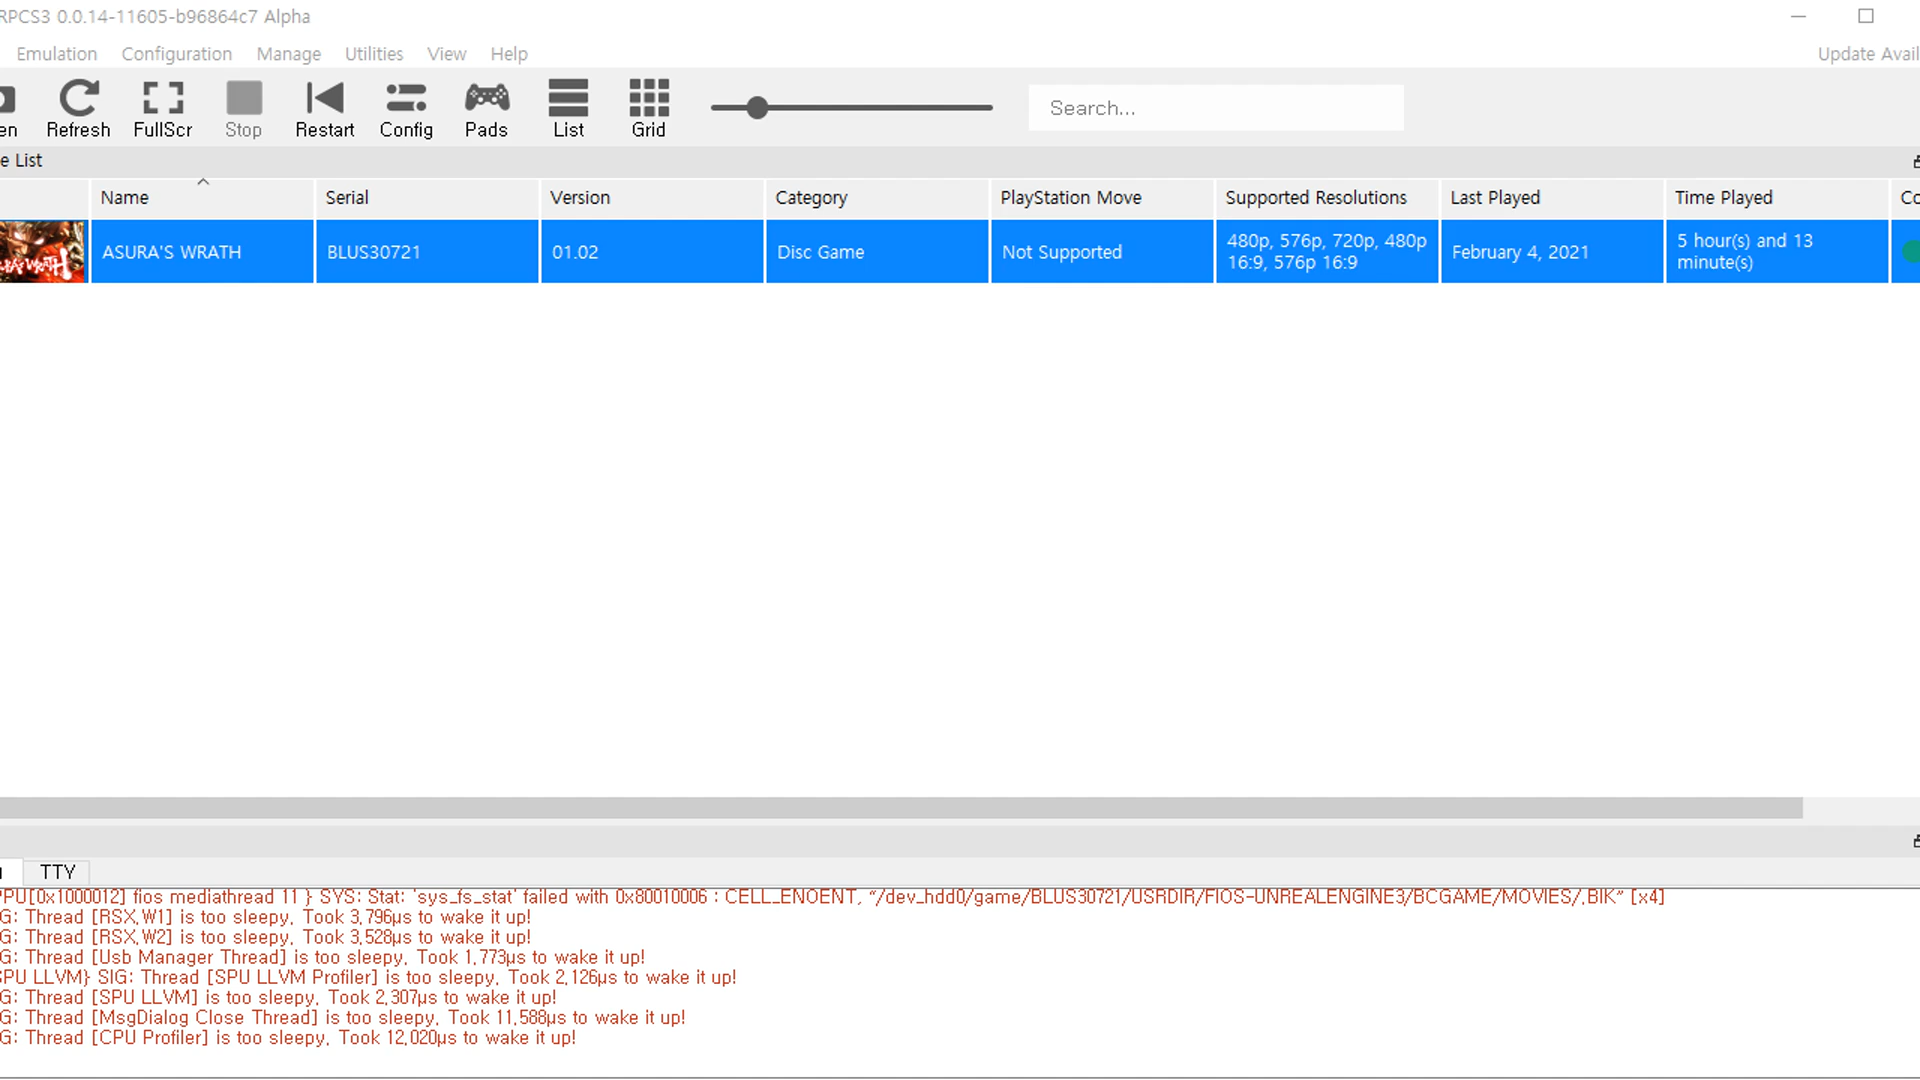 RPCS3 0.0.14-11605-b96864c7 Alpha
Emulation Configuration Manage Utilities View Help Update Avail
en Refresh FullScr Stop Restart Config Pads List Grid Search...
e List
Name Serial Version Category PlayStation Move Supported Resolutions Last Played Time Played Co
ASURA'S WRATH BLUS30721 01.02 Disc Game Not Supported 480p, 576p, 720p, 480p 16:9, 576p 16:9 February 4, 2021 5 hour(s) and 13 minute(s)
TTY
PPU[0x1000012] fios mediathread 11 } SYS: Stat: 'sys_fs_stat' failed with 0x80010006 : CELL_ENOENT, “/dev_hdd0/game/BLUS30721/USRDIR/FIOS-UNREALENGINE3/BCGAME/MOVIES/.BIK” [x4]
G: Thread [RSX.W1] is too sleepy. Took 3,796µs to wake it up!
G: Thread [RSX.W2] is too sleepy. Took 3,528µs to wake it up!
G: Thread [Usb Manager Thread] is too sleepy. Took 1,773µs to wake it up!
SPU LLVM} SIG: Thread [SPU LLVM Profiler] is too sleepy. Took 2,126µs to wake it up!
G: Thread [SPU LLVM] is too sleepy. Took 2,307µs to wake it up!
G: Thread [MsgDialog Close Thread] is too sleepy. Took 11,588µs to wake it up!
G: Thread [CPU Profiler] is too sleepy. Took 12,020µs to wake it up!